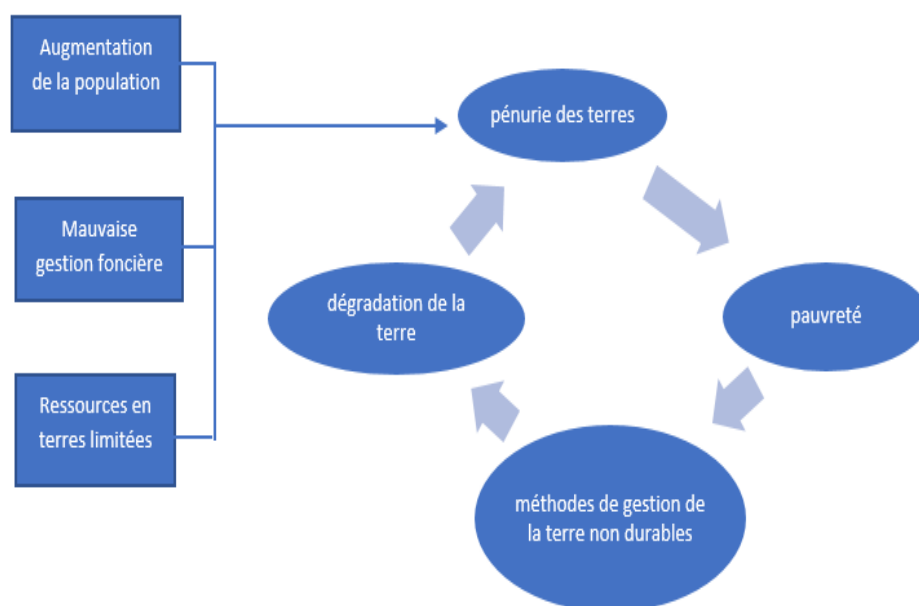 Augmentation
de la population
Mauvaise
gestion foncière
Ressources en
terres limitées
pénurie des terres
pauvreté
méthodes de gestion de
la terre non durables
dégradation de la
terre